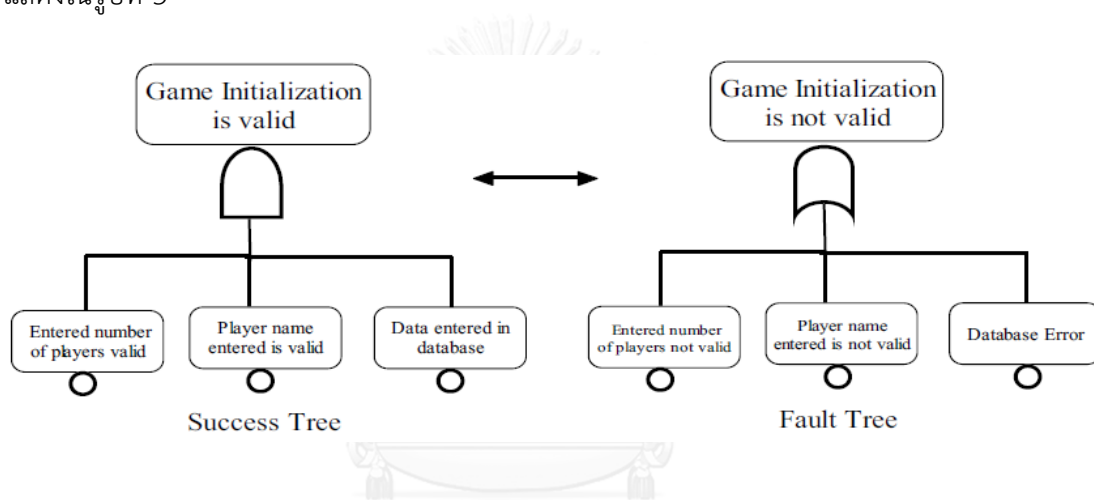 Game Initialization
is valid
Game Initialization
is not valid
Entered number
of players valid
Player name
entered is valid
Data entered in
database
Entered number
of players not valid
Player name
entered is not valid
Database Error
Success Tree
Fault Tree